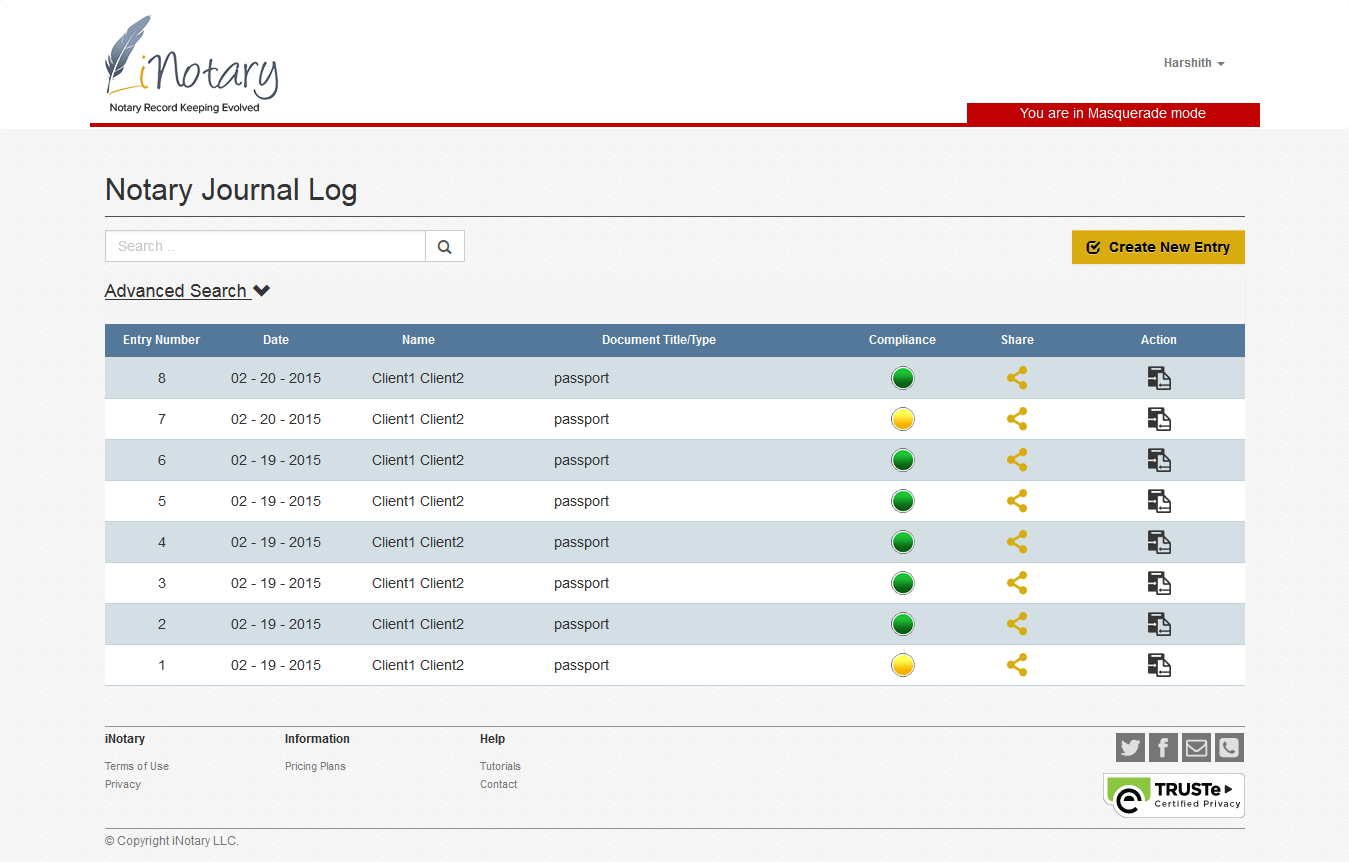 iNotary
Notary Record Keeping Evolved
Harshith
You are in Masquerade mode
Notary Journal Log
Search ..
Create New Entry
Advanced Search
Entry Number Date Name Document Title/Type Compliance Share Action
8 02 - 20 - 2015 Client1 Client2 passport
7 02 - 20 - 2015 Client1 Client2 passport
6 02 - 19 - 2015 Client1 Client2 passport
5 02 - 19 - 2015 Client1 Client2 passport
4 02 - 19 - 2015 Client1 Client2 passport
3 02 - 19 - 2015 Client1 Client2 passport
2 02 - 19 - 2015 Client1 Client2 passport
1 02 - 19 - 2015 Client1 Client2 passport
iNotary Information Help
Terms of Use Pricing Plans Tutorials
Privacy Contact
TRUSTe
Certified Privacy
© Copyright iNotary LLC.